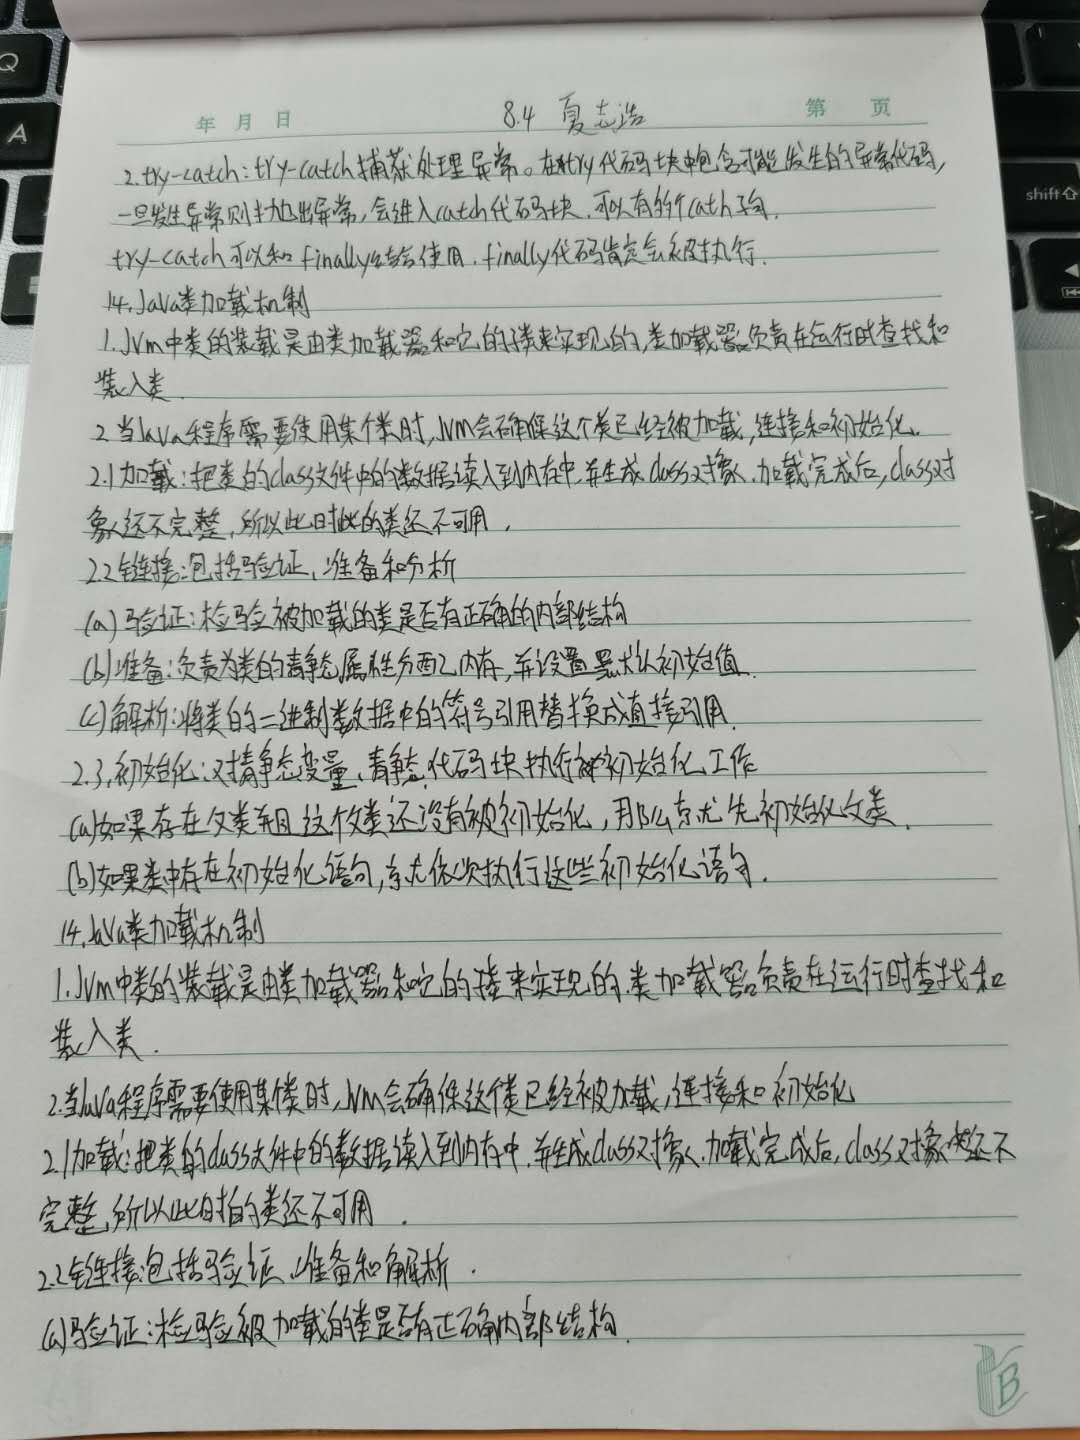 年 月 日 8.4 夏志浩 第 页
2.try-catch:try-catch捕获处理异常。在try代码块中包含可能发生的异常代码,
一旦发生异常则抛出异常,会进入catch代码块.可以有多个cath子句.
try-catch可以和finally结合使用.finally代码肯定会被执行.
14.Java类加载机制
1.Jvm中类的装载是由类加载器和它的子类来实现的,类加载器负责在运行时查找和
装入类.
2.当Java程序需要使用某个类时,Jvm会确保这个类已经被加载,连接和初始化.
2.1加载:把类的class文件中的数据读入到内存中.并生成class对象.加载完成后,class对
象还不完整,所以此时的类还不可用.
2.2链接:包括验证、准备和分析
(a)验证:检验被加载的类是否有正确的内部结构
(b)准备:负责为类的静态属性分配内存,并设置默认初始值.
(c)解析:将类的二进制数据中的符号引用替换成直接引用.
2.3.初始化:对静态变量、静态代码块执行初始化工作
(a)如果存在父类并且这个父类还没有被初始化,那么就先初始化父类.
(b)如果类中存在初始化语句,就依次执行这些初始化语句.
14.Java类加载机制
1.Jvm中类的装载是由类加载器和它的子类来实现的.类加载器负责在运行时查找和
装入类.
2.当Java程序需要使用某个类时,Jvm会确保这个类已经被加载,连接和初始化
2.1加载:把类的class文件中的数据读入到内存中.并生成class对象.加载完成后,class对象还不
完整,所以此时的类还不可用.
2.2链接:包括验证、准备和解析.
(a)验证:检验被加载的类是否有正确内部结构.
B
Q
A
shift